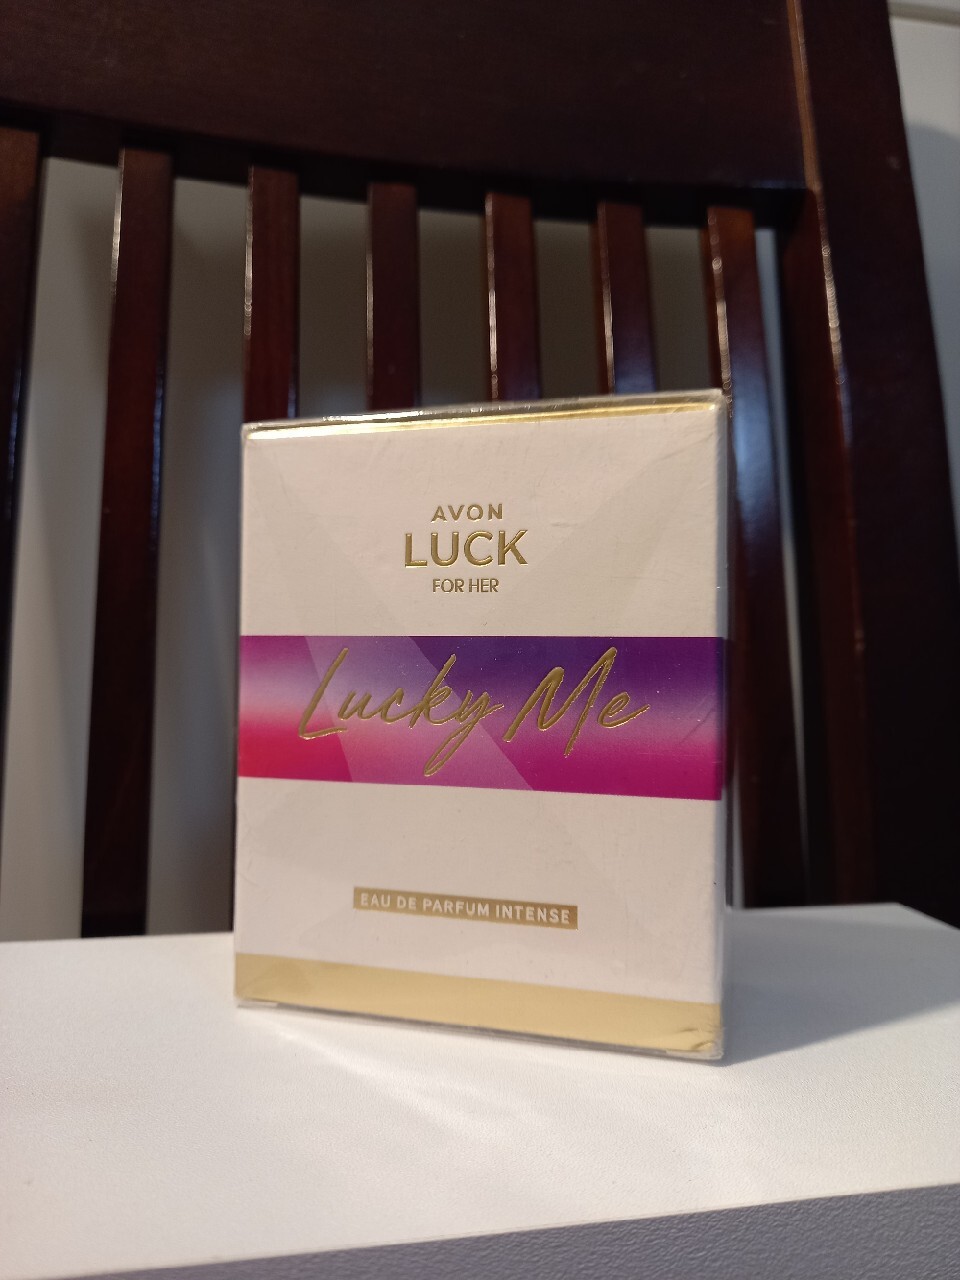 AVON
LUCK
FOR HER
Lucky Me
EAU DE PARFUM INTENSE